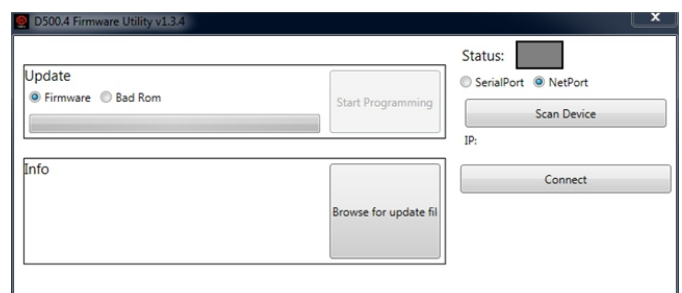 D500.4 Firmware Utility v1.3.4
x
Status:
Update
SerialPort NetPort
Firmware Bad Rom
Start Programming
Scan Device
IP:
Info
Connect
Browse for update fil